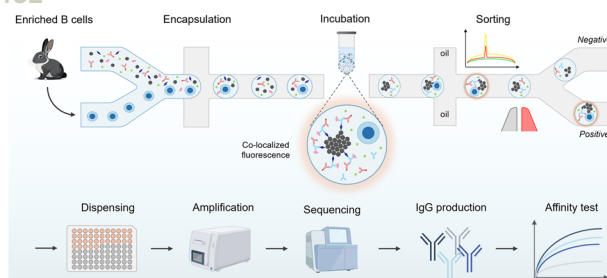 Enriched B cells
Encapsulation
Incubation
Sorting
oil
Negative
oil
Positive
Co-localized
fluorescence
Dispensing
Amplification
Sequencing
IgG production
Affinity test